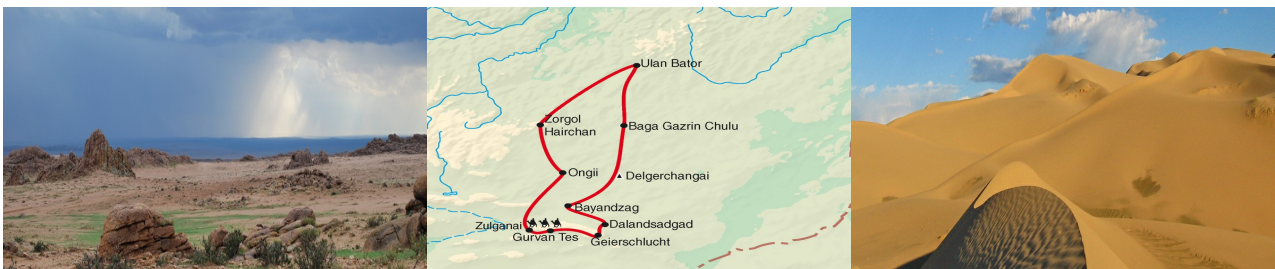 Ulan Bator
Zorgol
Hairchan
Baga Gazrin Chulu
Ongii
Delgerchangai
Bayandzag
Zulganai
Dalandsadgad
Gurvan Tes
Geierschlucht